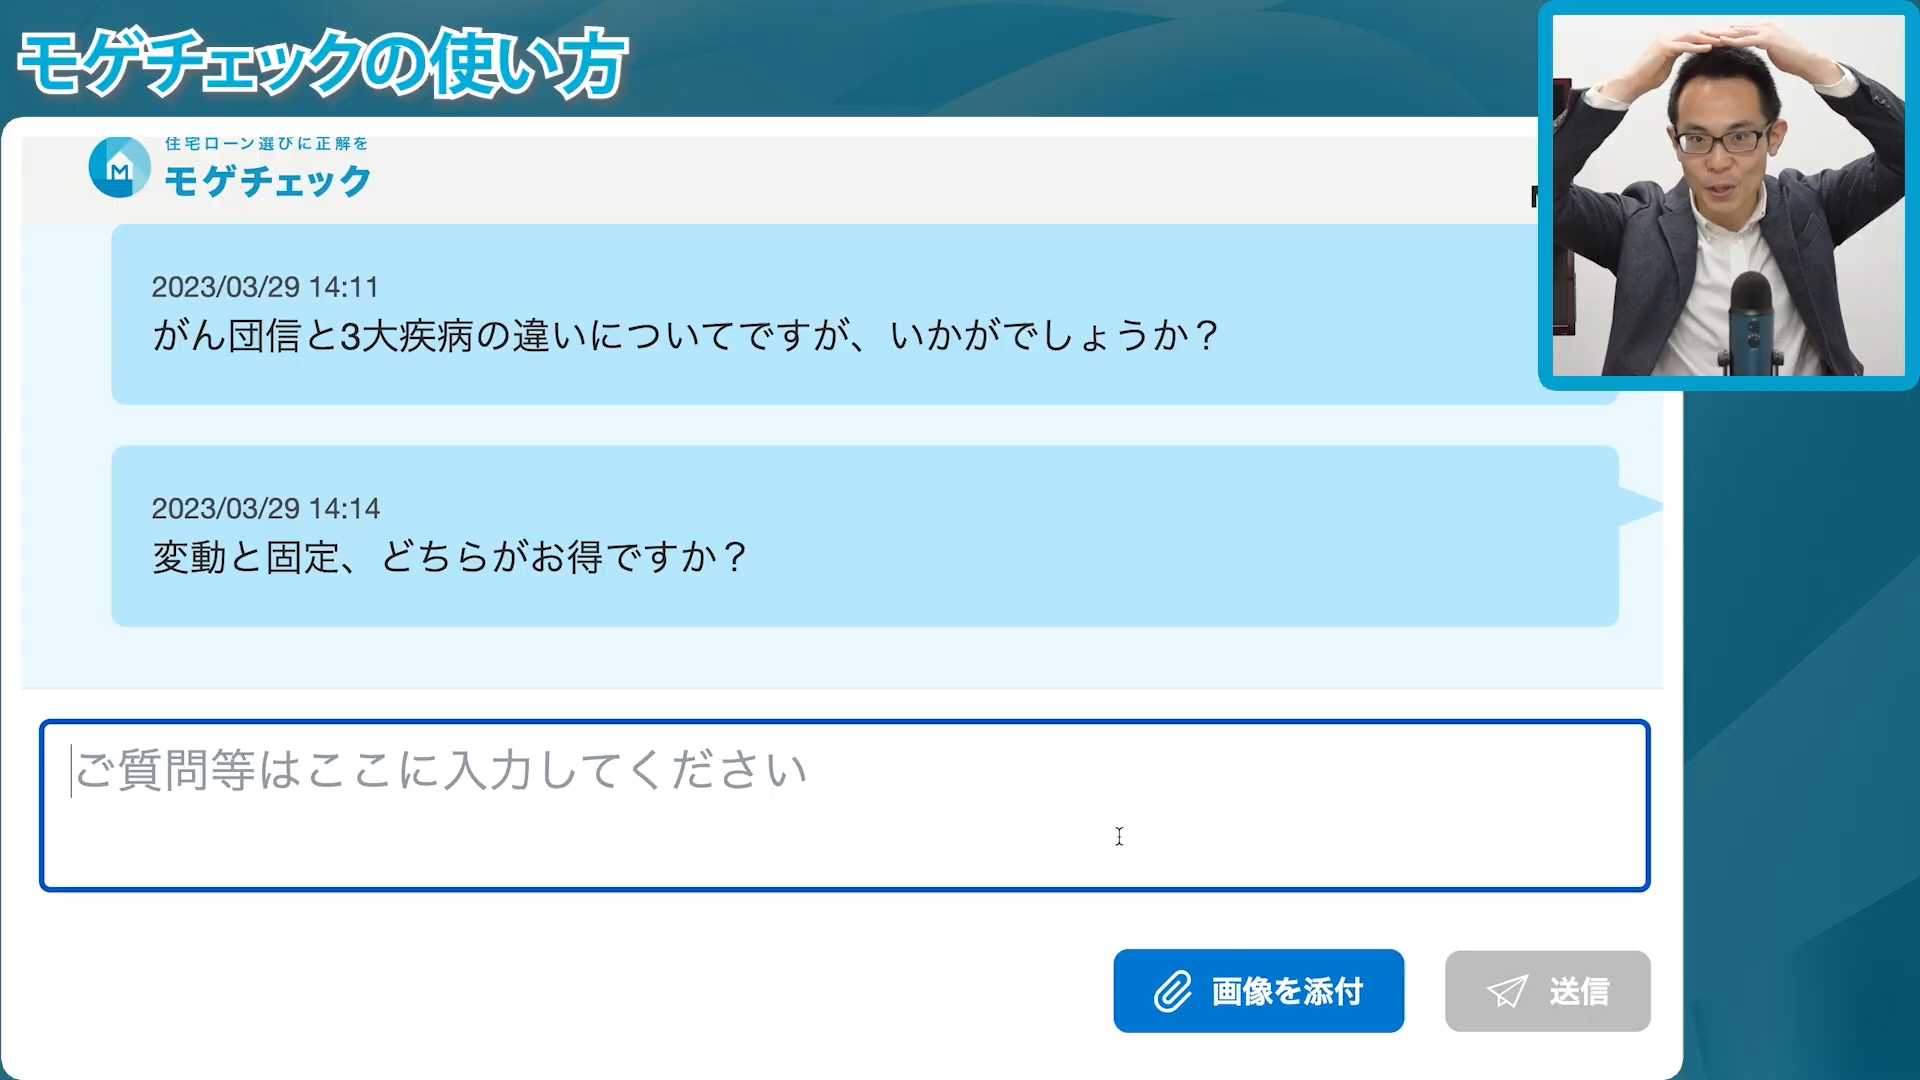 モゲチェックの使い方
住宅ローン選びに正解を
モゲチェック
2023/03/29 14:11
がん団信と3大疾病の違いについてですが、いかがでしょうか？
2023/03/29 14:14
変動と固定、どちらがお得ですか？
ご質問等はここに入力してください
画像を添付
送信